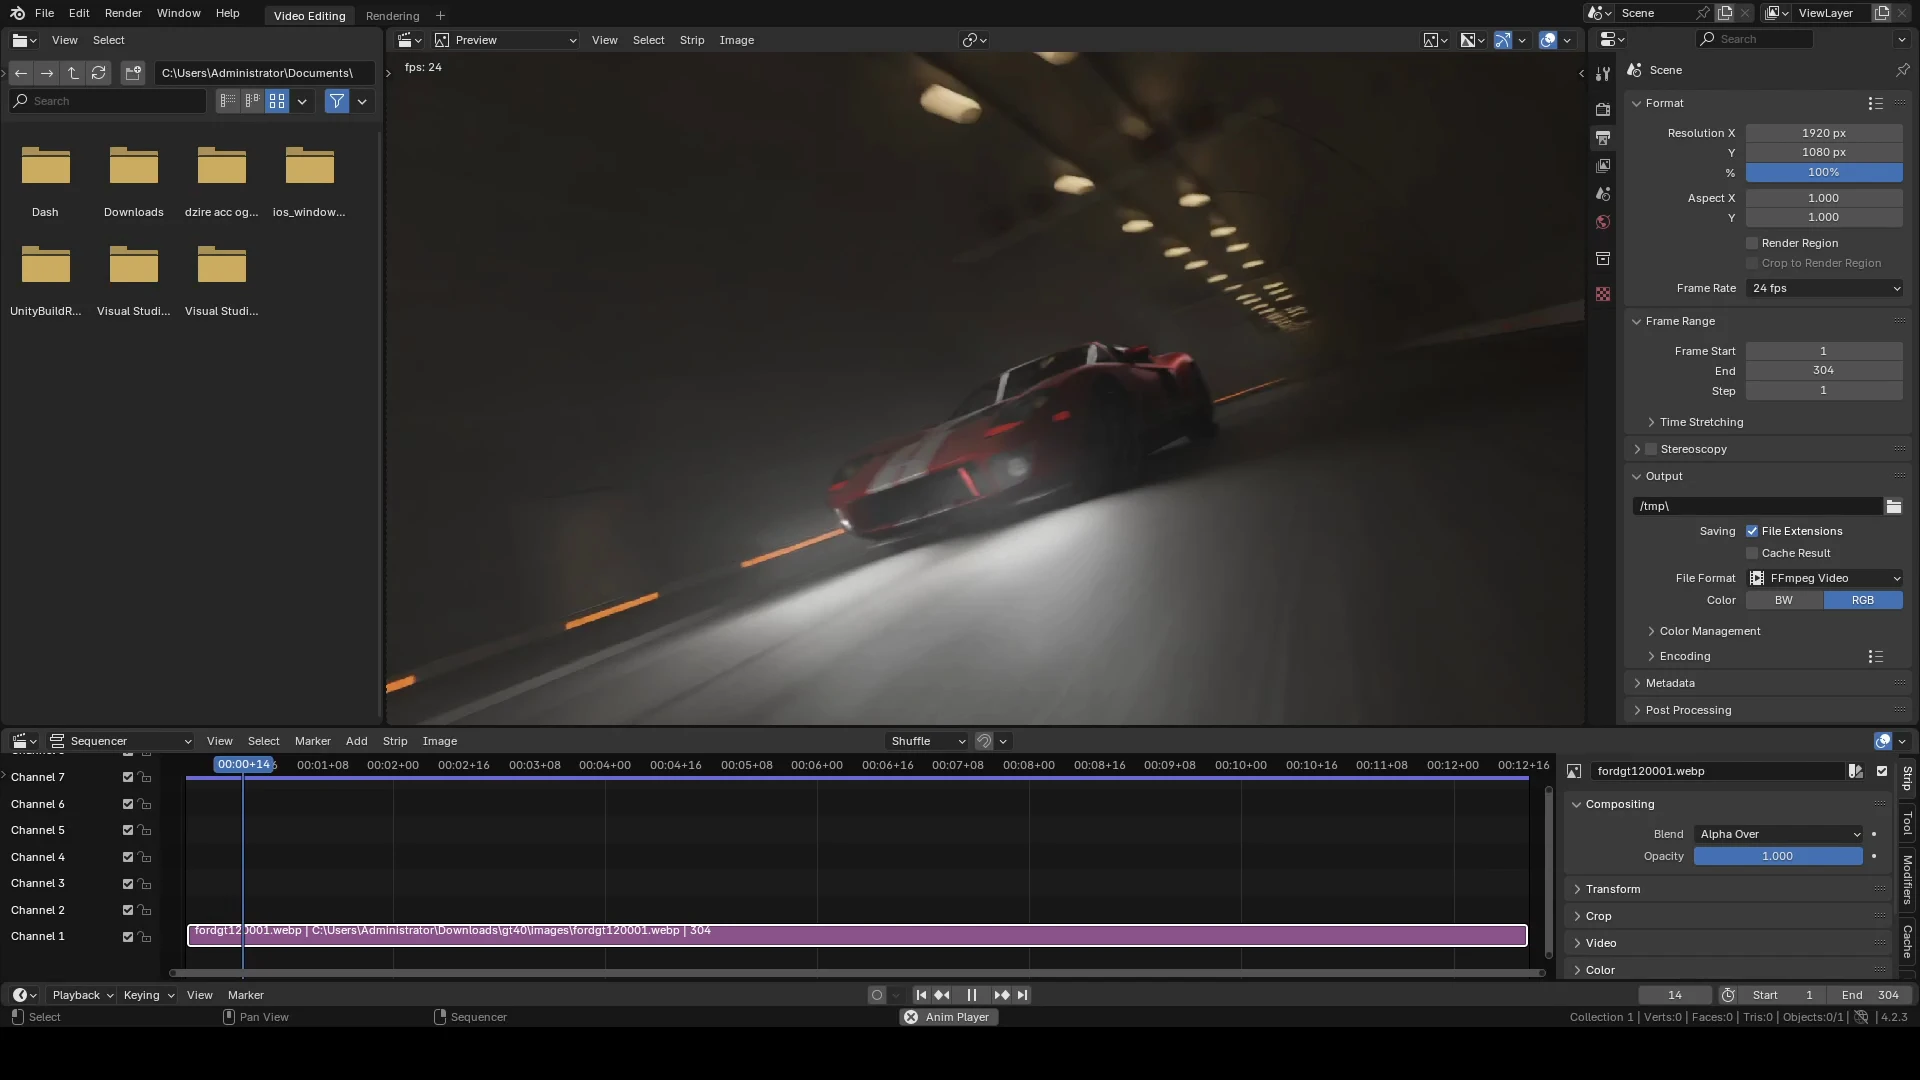 File Edit Render Window Help Video Editing Rendering + Scene ViewLayer
View Select
Preview View Select Strip Image
Search
C:\Users\Administrator\Documents\
Search
fps: 24
Dash Downloads dzire acc og... ios_window...
UnityBuildR... Visual Studi... Visual Studi...
Scene
Format
Resolution X 1920 px
Y 1080 px
% 100%
Aspect X 1.000
Y 1.000
Render Region
Crop to Render Region
Frame Rate 24 fps
Frame Range
Frame Start 1
End 304
Step 1
Time Stretching
Stereoscopy
Output
/tmp\
Saving File Extensions
Cache Result
File Format FFmpeg Video
Color BW RGB
Color Management
Encoding
Metadata
Post Processing
Sequencer View Select Marker Add Strip Image Shuffle
00:00+14 00:01+08 00:02+00 00:02+16 00:03+08 00:04+00 00:04+16 00:05+08 00:06+00 00:06+16 00:07+08 00:08+00 00:08+16 00:09+08 00:10+00 00:10+16 00:11+08 00:12+00 00:12+16
Channel 7
Channel 6
Channel 5
Channel 4
Channel 3
Channel 2
Channel 1
fordgt120001.webp | C:\Users\Administrator\Downloads\gt40\images\fordgt120001.webp | 304
fordgt120001.webp
Compositing
Blend Alpha Over
Opacity 1.000
Transform
Crop
Video
Color
Strip
Tool
Modifiers
Cache
Playback Keying View Marker 14 Start 1 End 304
Select Pan View Sequencer Anim Player Collection 1 | Verts:0 | Faces:0 | Tris:0 | Objects:0/1 | 4.2.3